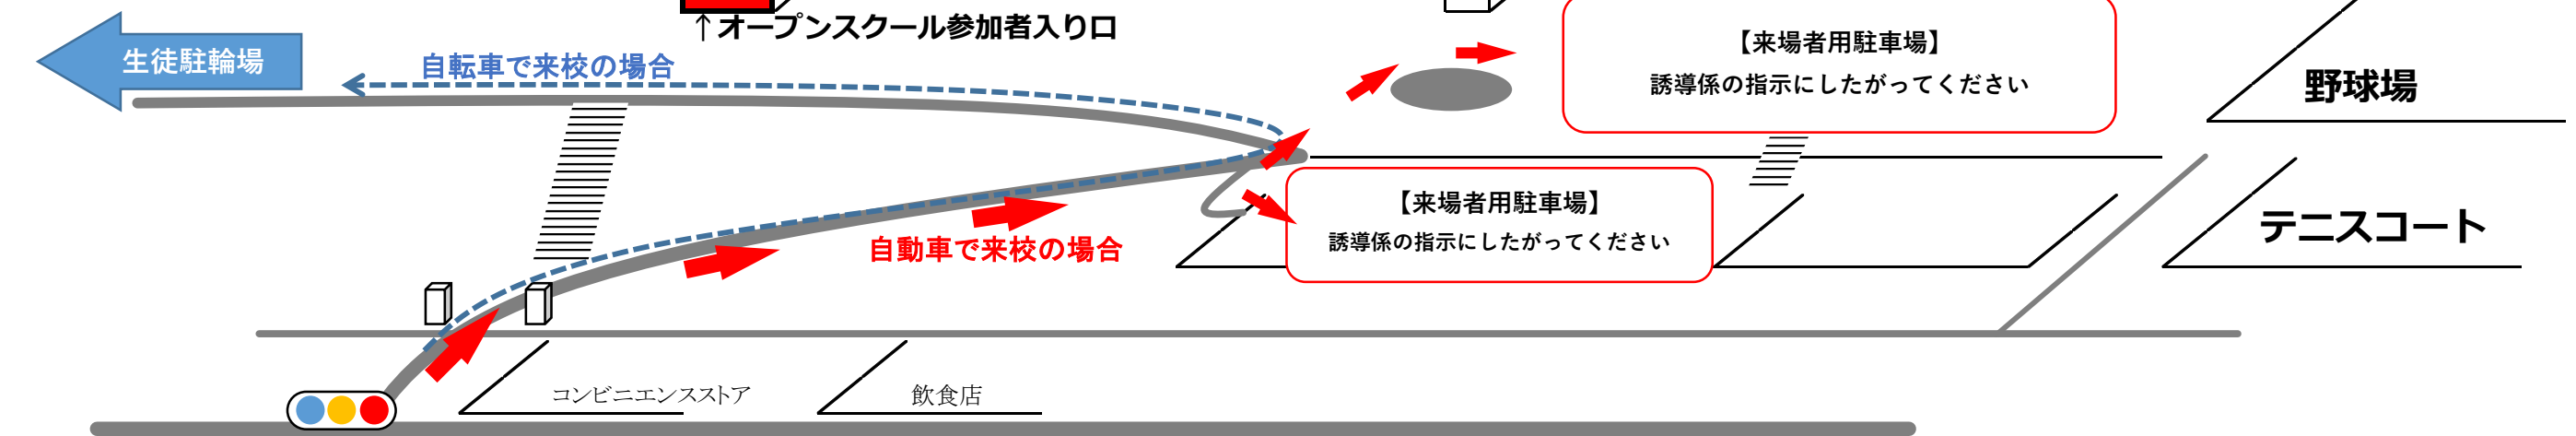 ↑オープンスクール参加者入り口
生徒駐輪場
自転車で来校の場合
【来場者用駐車場】
誘導係の指示にしたがってください
野球場
【来場者用駐車場】
誘導係の指示にしたがってください
テニスコート
自動車で来校の場合
コンビニエンスストア
飲食店